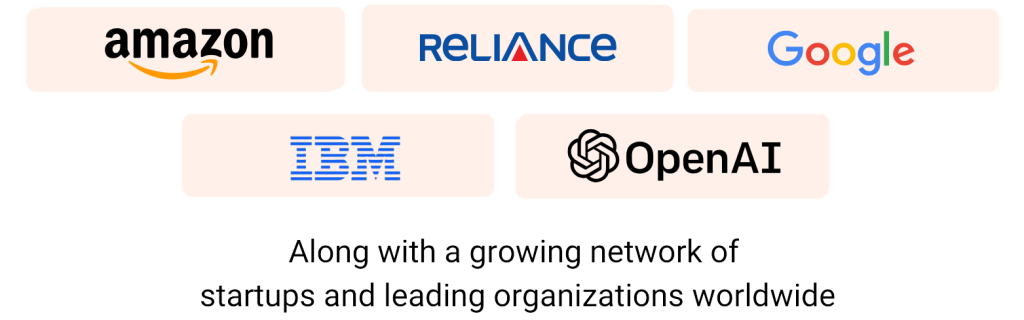 amazon
RELIANCE
Google
IBM
OpenAI
Along with a growing network of
startups and leading organizations worldwide